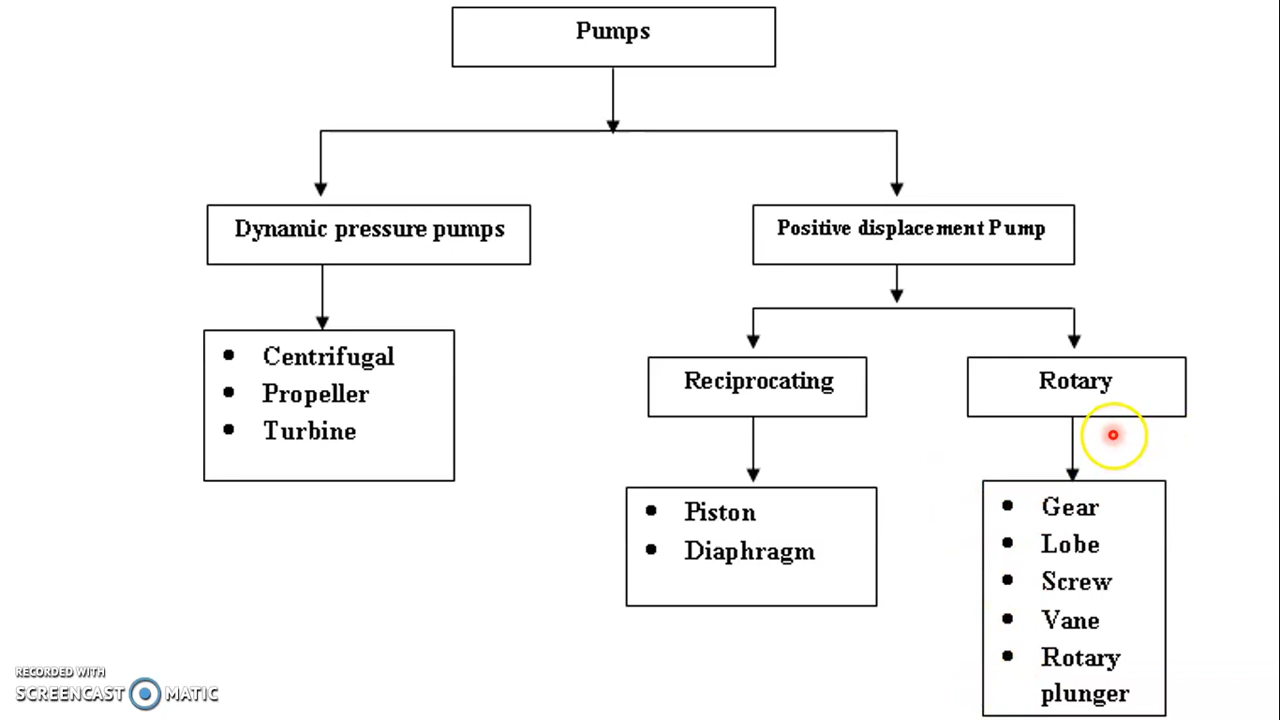 Pumps
Dynamic pressure pumps
Positive displacement Pump
• Centrifugal
• Propeller
• Turbine
Reciprocating
Rotary
• Piston
• Diaphragm
• Gear
• Lobe
• Screw
• Vane
• Rotary
plunger
RECORDED WITH
SCREENCAST MATIC